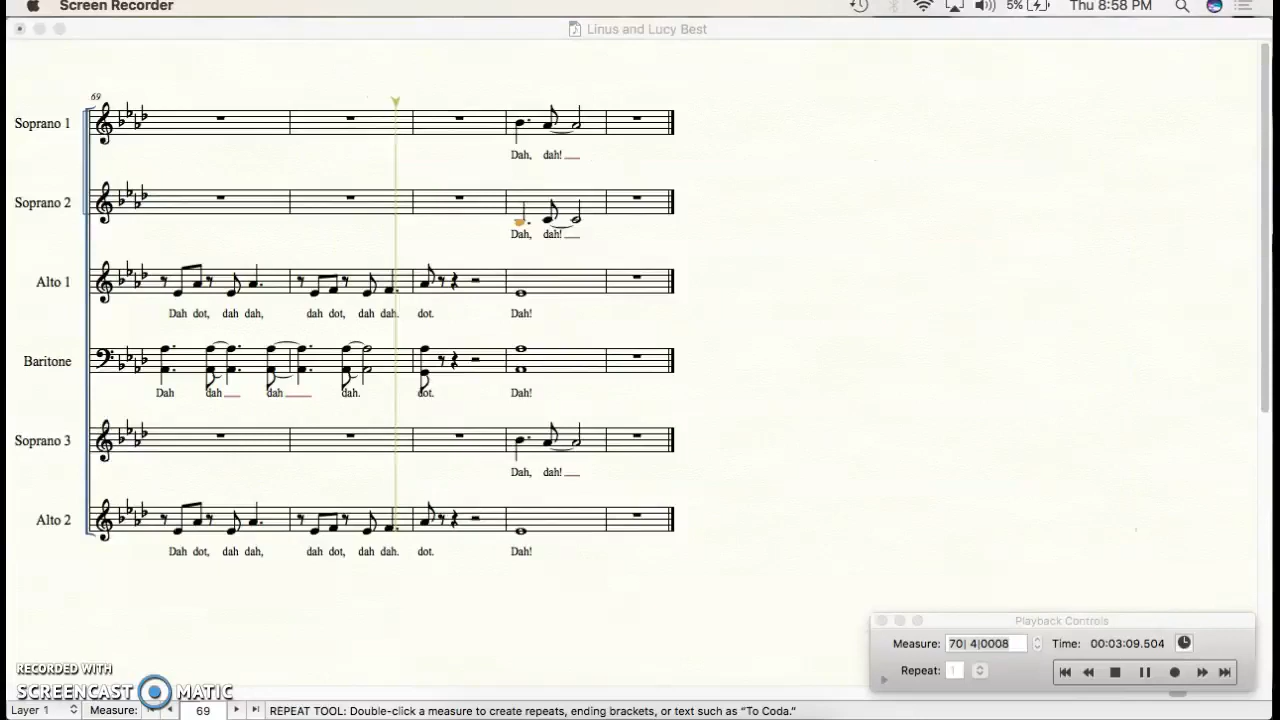 Screen Recorder
5%
Thu 8:58 PM
Linus and Lucy Best
69
Soprano 1
Dah, dah!
Soprano 2
Dah, dah!
Alto 1
Dah dot, dah dah, dah dot, dah dah. dot. Dah!
Baritone
Dah dah dah dah. dot. Dah!
Soprano 3
Dah, dah!
Alto 2
Dah dot, dah dah, dah dot, dah dah. dot. Dah!
Playback Controls
Measure: 70| 4|0008 Time: 00:03:09.504
Repeat: 1
RECORDED WITH
SCREENCAST MATIC
Layer 1 Measure: 69 REPEAT TOOL: Double-click a measure to create repeats, ending brackets, or text such as “To Coda.”